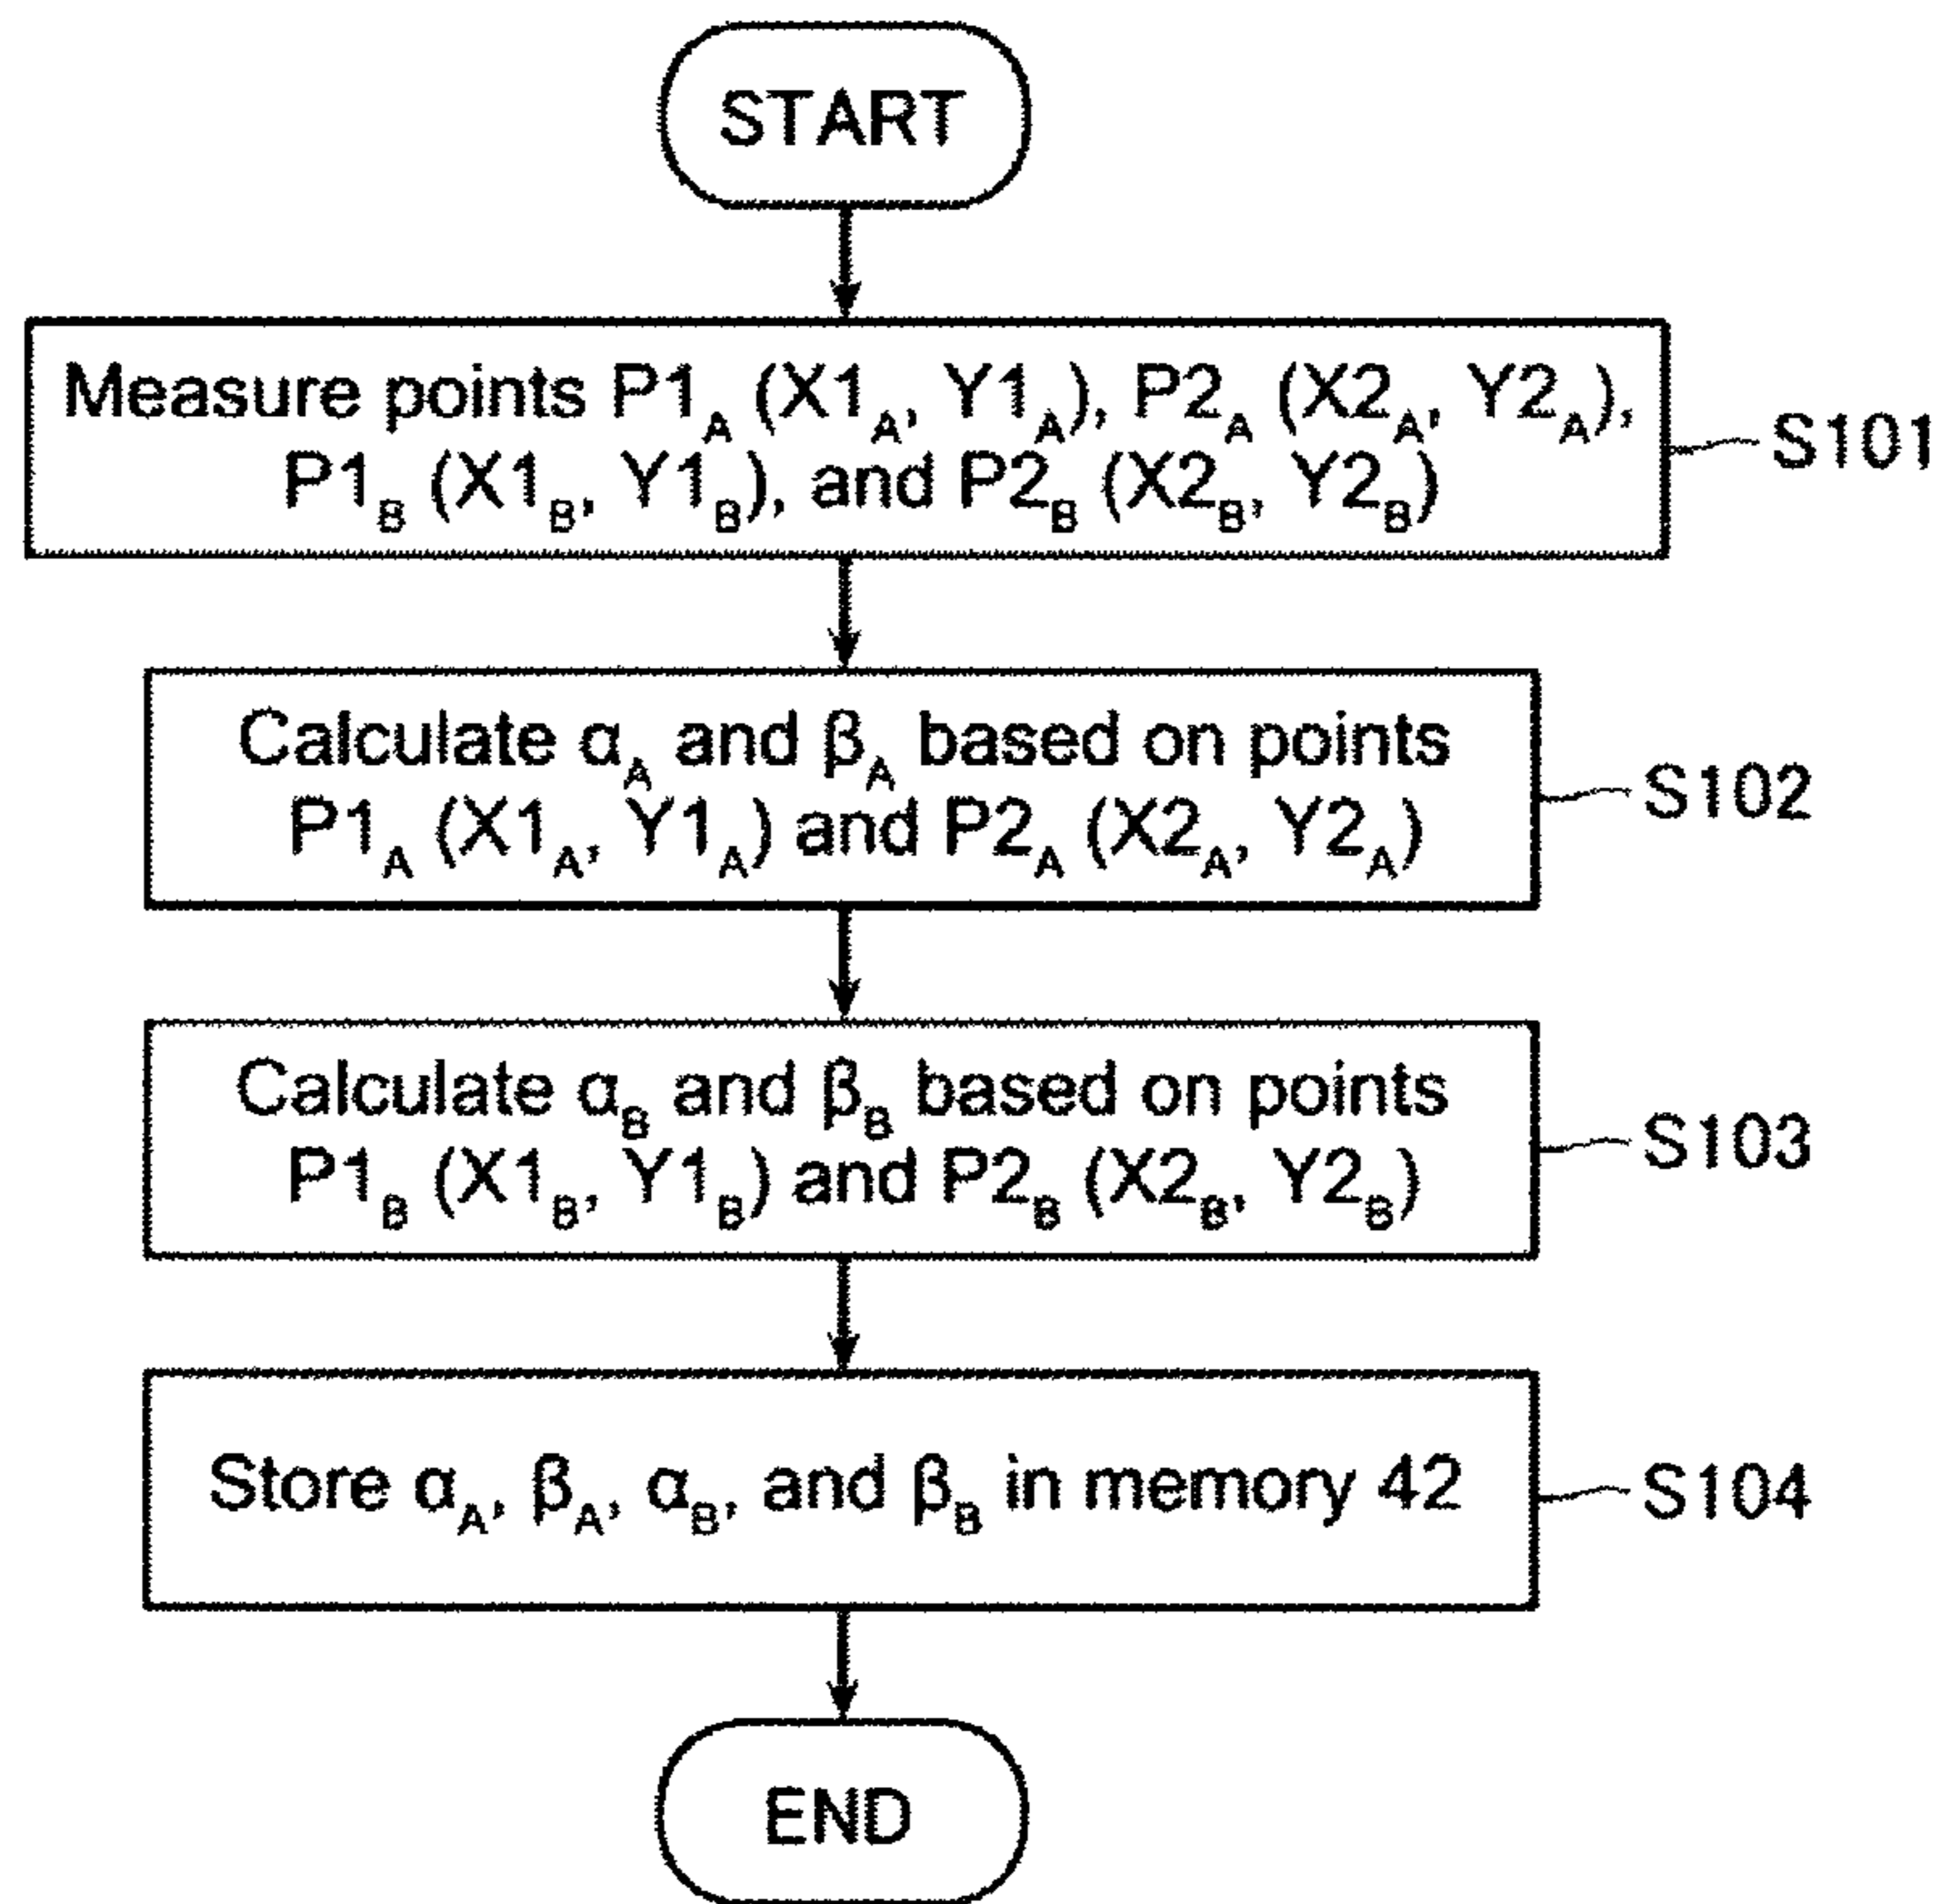 START
Measure points P1A (X1A, Y1A), P2A (X2A, Y2A),
P1B (X1B, Y1B), and P2B (X2B, Y2B)
S101
Calculate αA and βA based on points
P1A (X1A, Y1A) and P2A (X2A, Y2A)
S102
Calculate αB and βB based on points
P1B (X1B, Y1B) and P2B (X2B, Y2B)
S103
Store αA, βA, αB, and βB in memory 42
S104
END